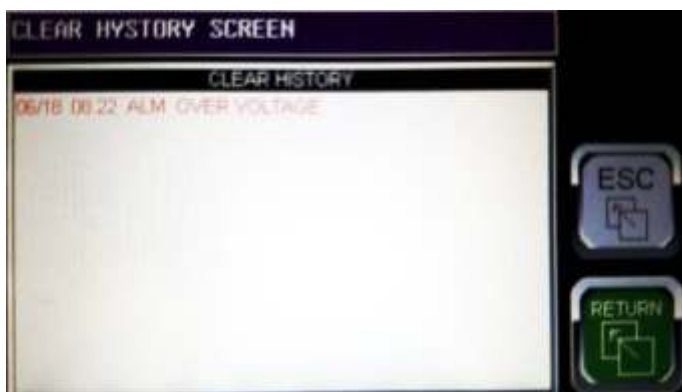 CLEAR HYSTORY SCREEN
CLEAR HISTORY
06/18 08:22 ALM OVER VOLTAGE
ESC
RETURN